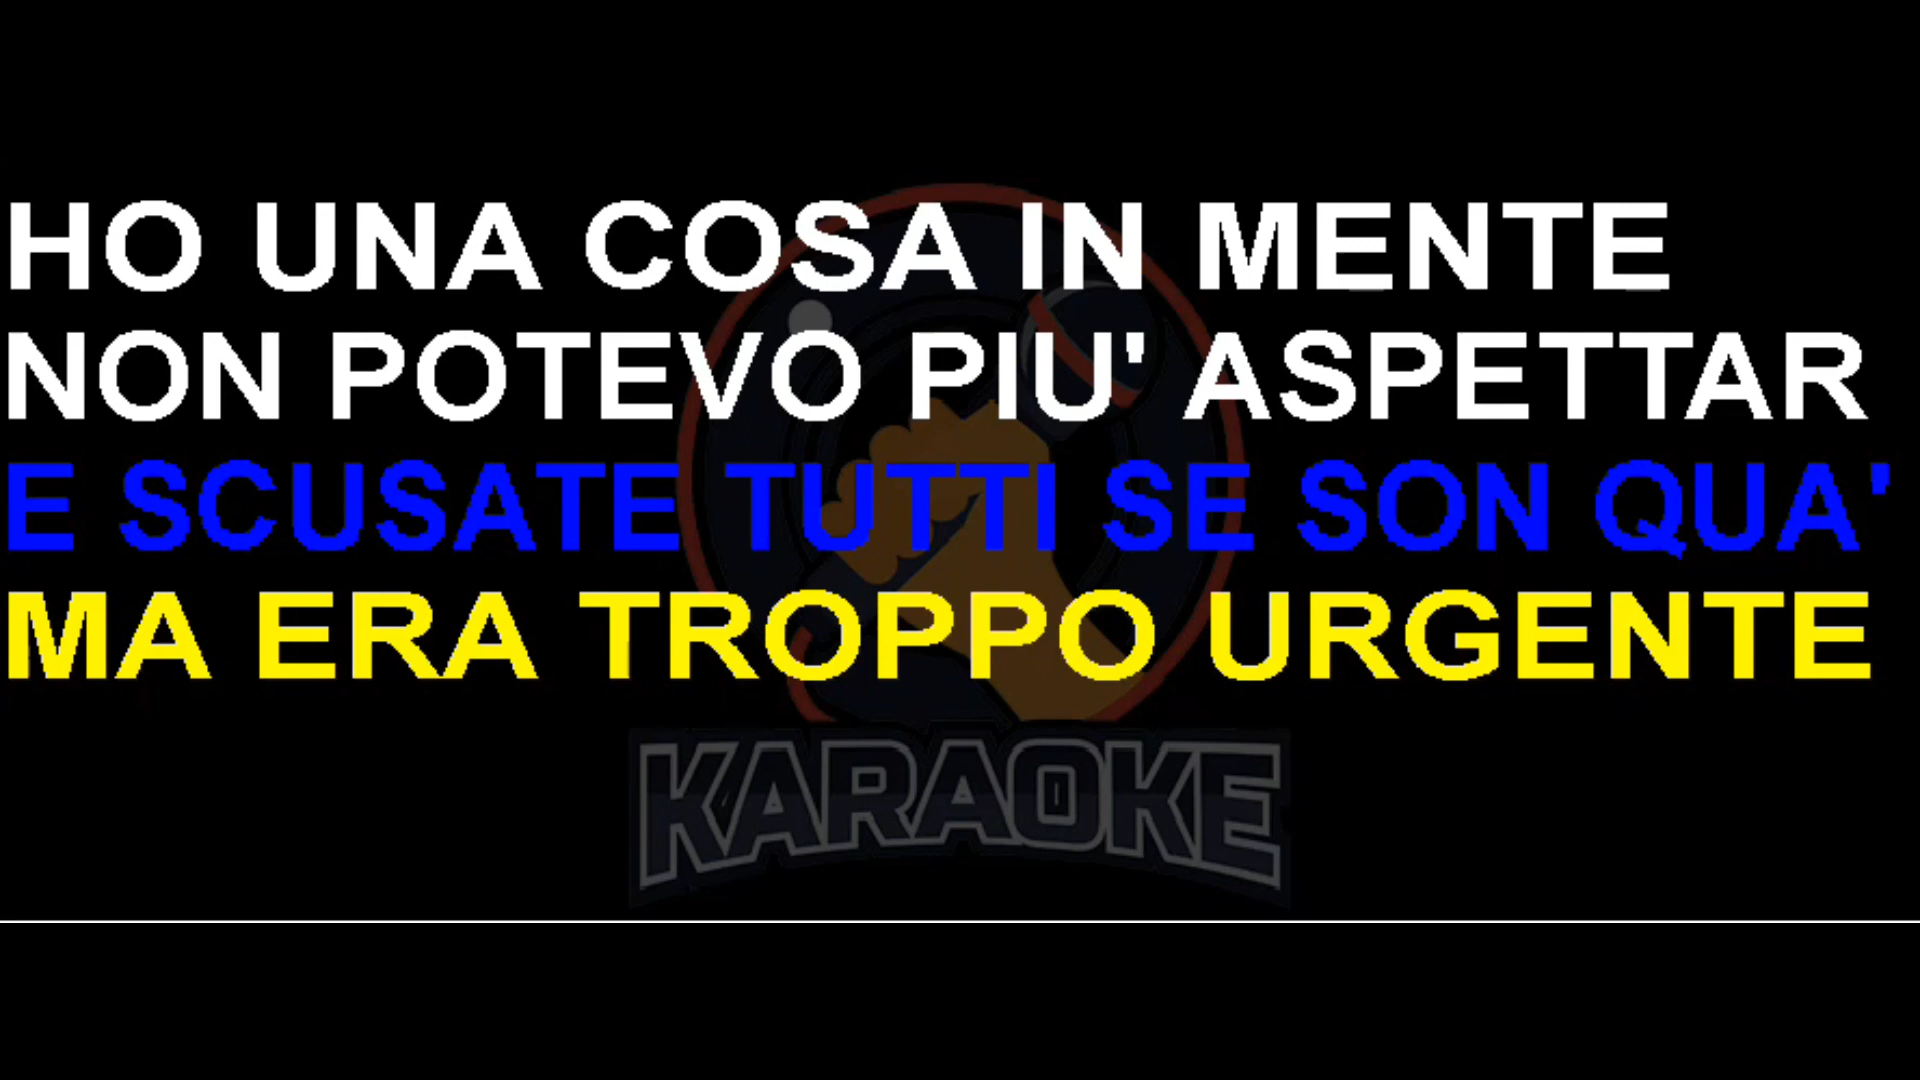 HO UNA COSA IN MENTE
NON POTEVO PIU' ASPETTAR
E SCUSATE TUTTI SE SON QUA'
MA ERA TROPPO URGENTE
KARAOKE